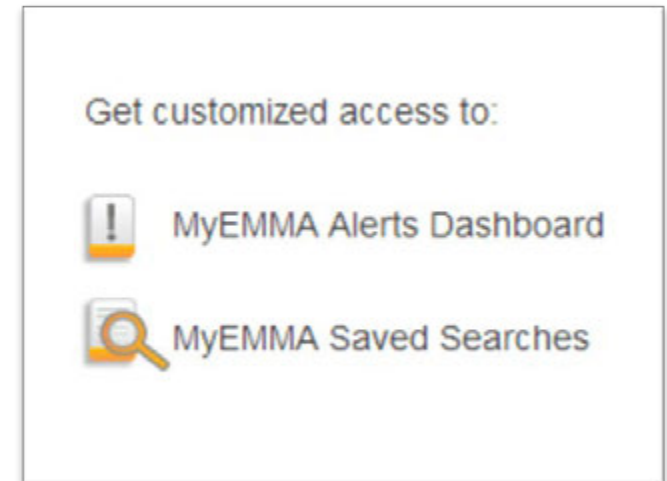 Get customized access to:
MyEMMA Alerts Dashboard
MyEMMA Saved Searches